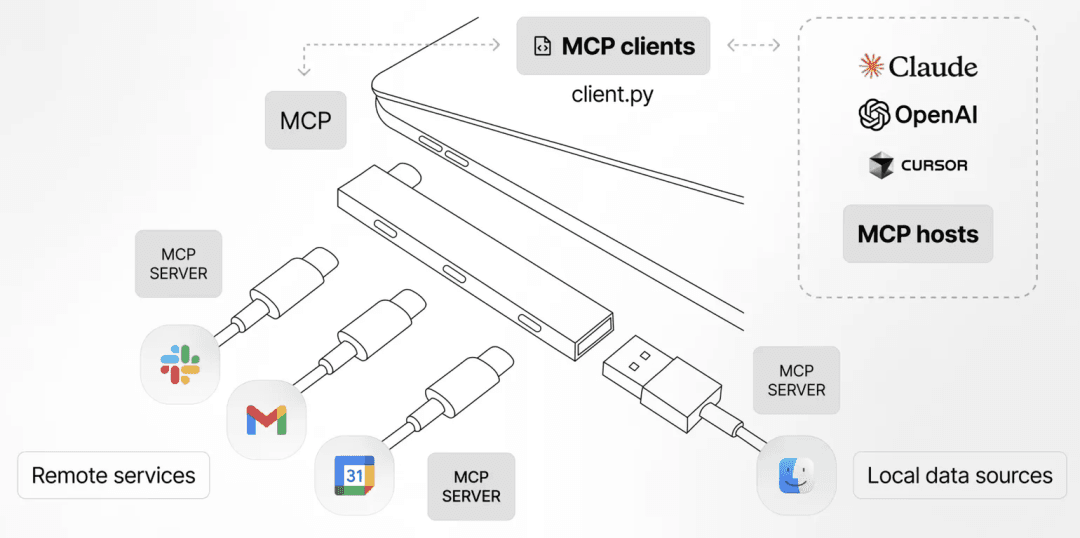 MCP clients
client.py
MCP
Claude
OpenAI
CURSOR
MCP hosts
MCP
SERVER
MCP
SERVER
31
MCP
SERVER
Remote services
Local data sources